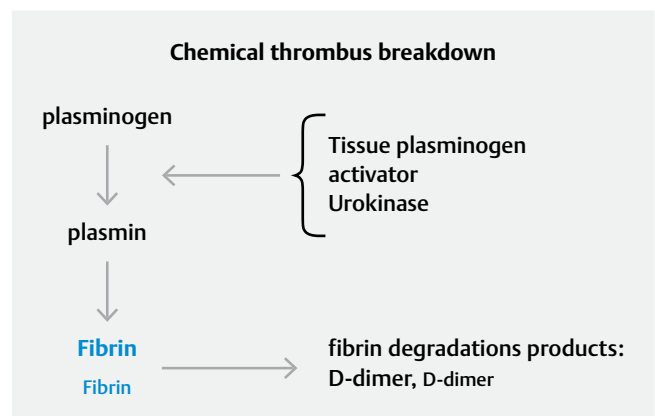 Chemical thrombus breakdown
plasminogen
Tissue plasminogen
activator
Urokinase
plasmin
Fibrin
Fibrin
fibrin degradations products:
D-dimer, D-dimer